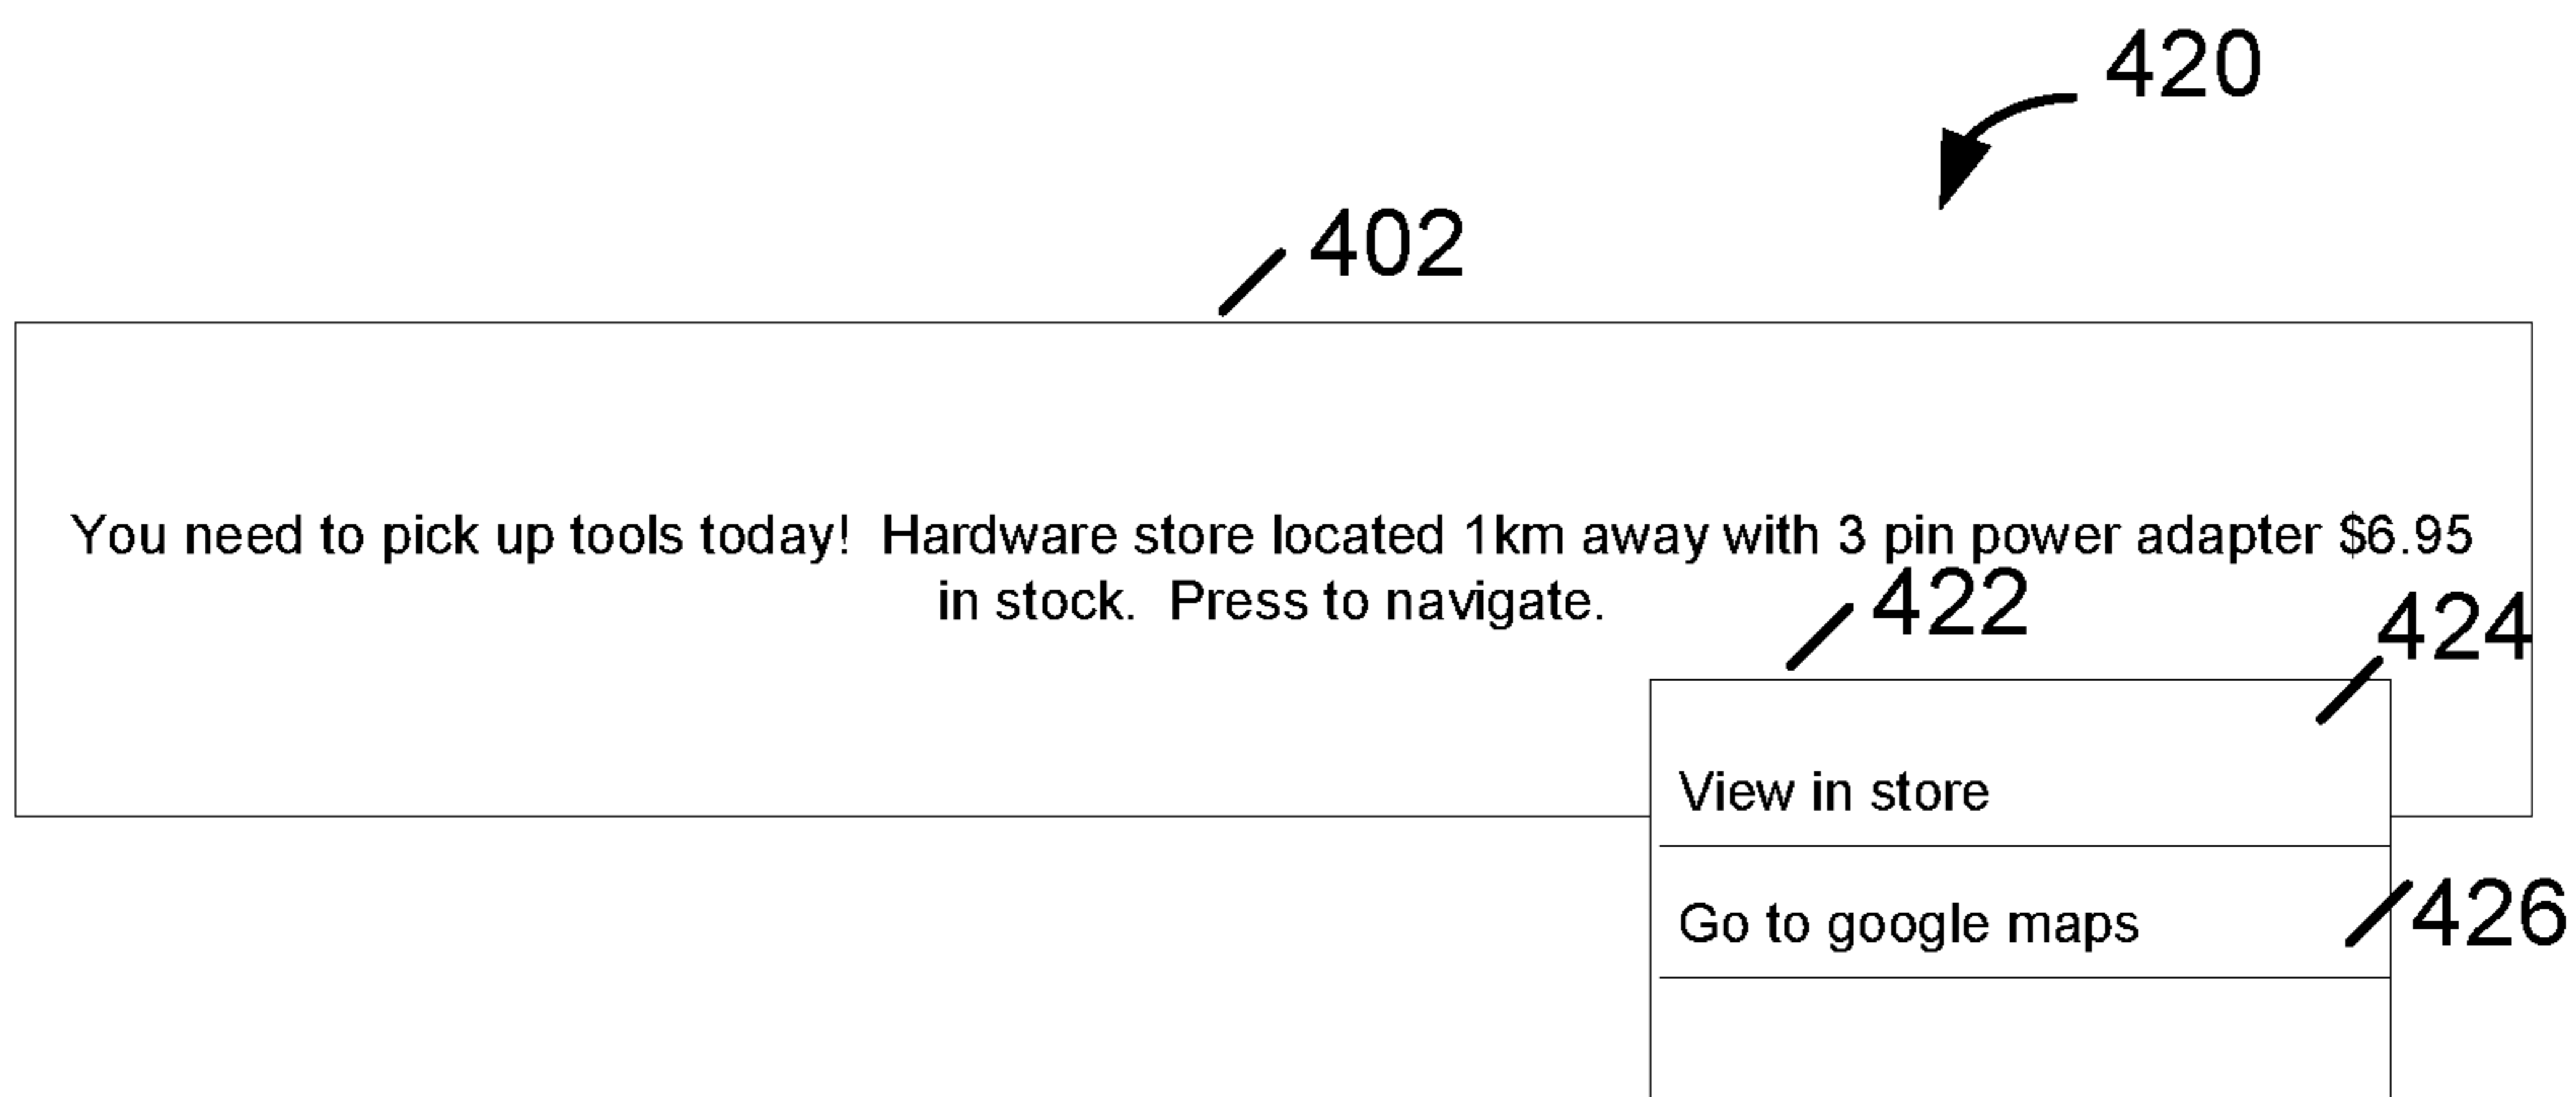 420
402
You need to pick up tools today!  Hardware store located 1km away with 3 pin power adapter $6.95
in stock.  Press to navigate.
422
424
View in store
Go to google maps
426